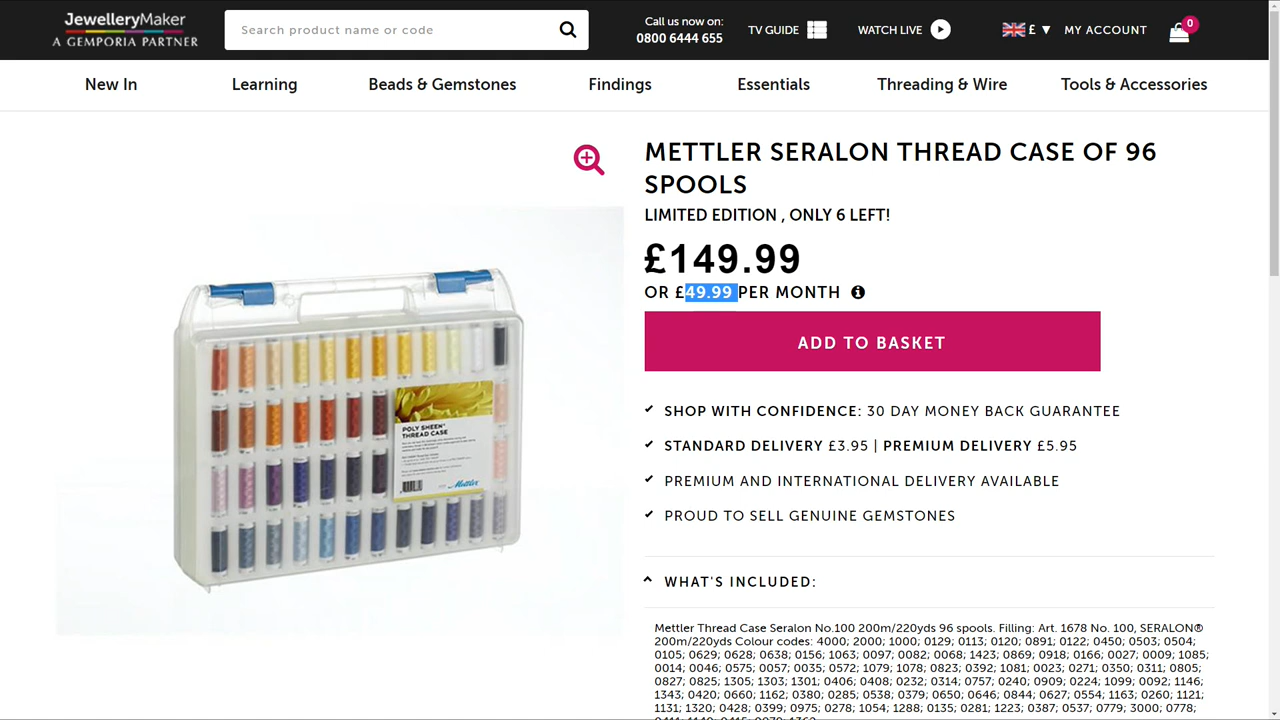 JewelleryMaker
A GEMPORIA PARTNER
Search product name or code
Call us now on:
0800 6444 655
TV GUIDE
WATCH LIVE
£ ▼
MY ACCOUNT
0
New In
Learning
Beads & Gemstones
Findings
Essentials
Threading & Wire
Tools & Accessories
METTLER SERALON THREAD CASE OF 96
SPOOLS
LIMITED EDITION , ONLY 6 LEFT!
£149.99
OR £49.99 PER MONTH
ADD TO BASKET
SHOP WITH CONFIDENCE: 30 DAY MONEY BACK GUARANTEE
STANDARD DELIVERY £3.95 | PREMIUM DELIVERY £5.95
PREMIUM AND INTERNATIONAL DELIVERY AVAILABLE
PROUD TO SELL GENUINE GEMSTONES
POLY SHEEN™
THREAD CASE
Mettler
WHAT'S INCLUDED:
Mettler Thread Case Seralon No.100 200m/220yds 96 spools. Filling: Art. 1678 No. 100, SERALON®
200m/220yds Colour codes: 4000; 2000; 1000; 0129; 0113; 0120; 0891; 0122; 0450; 0503; 0504;
0105; 0629; 0628; 0638; 0156; 1063; 0097; 0082; 0068; 1423; 0869; 0918; 0166; 0027; 0009; 1085;
0014; 0046; 0575; 0057; 0035; 0572; 1079; 1078; 0823; 0392; 1081; 0023; 0271; 0350; 0311; 0805;
0827; 0825; 1305; 1303; 1301; 0406; 0408; 0232; 0314; 0757; 0240; 0909; 0224; 1099; 0092; 1146;
1343; 0420; 0660; 1162; 0380; 0285; 0538; 0379; 0650; 0646; 0844; 0627; 0554; 1163; 0260; 1121;
1131; 1320; 0428; 0399; 0975; 0278; 1054; 1288; 0135; 0281; 1223; 0387; 0537; 0779; 3000; 0778;